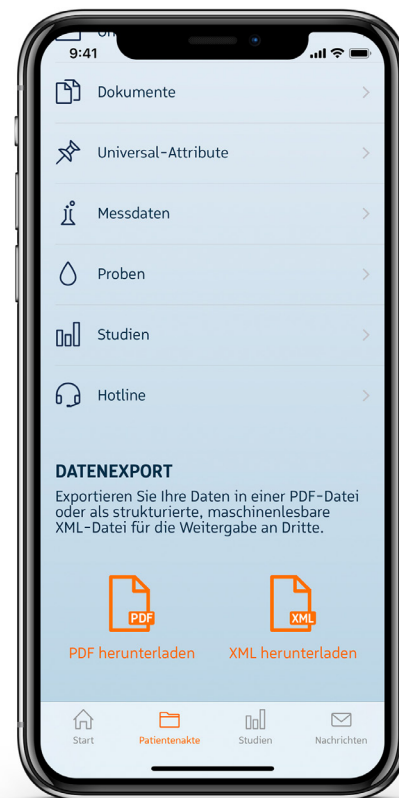 9:41
Dokumente
Universal-Attribute
Messdaten
Proben
Studien
Hotline
DATENEXPORT
Exportieren Sie Ihre Daten in einer PDF-Datei
oder als strukturierte, maschinenlesbare
XML-Datei für die Weitergabe an Dritte.
PDF XML
PDF herunterladen XML herunterladen
Start Patientenakte Studien Nachrichten